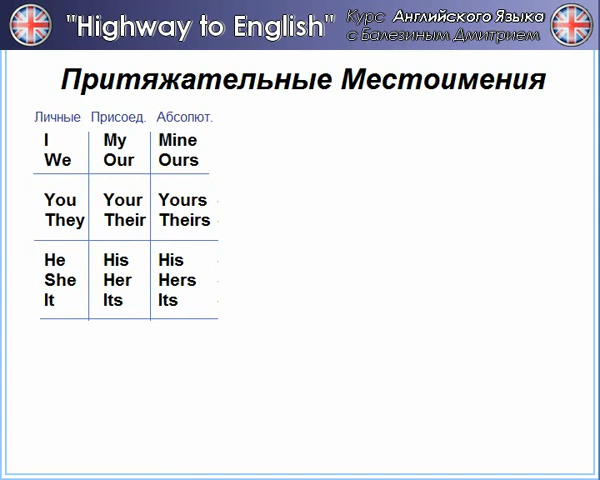 "Highway to English"
Курс Английского Языка
с Балезиным Дмитрием
Притяжательные Местоимения
Личные Присоед. Абсолют.
I My Mine
We Our Ours
You Your Yours
They Their Theirs
He His His
She Her Hers
It Its Its